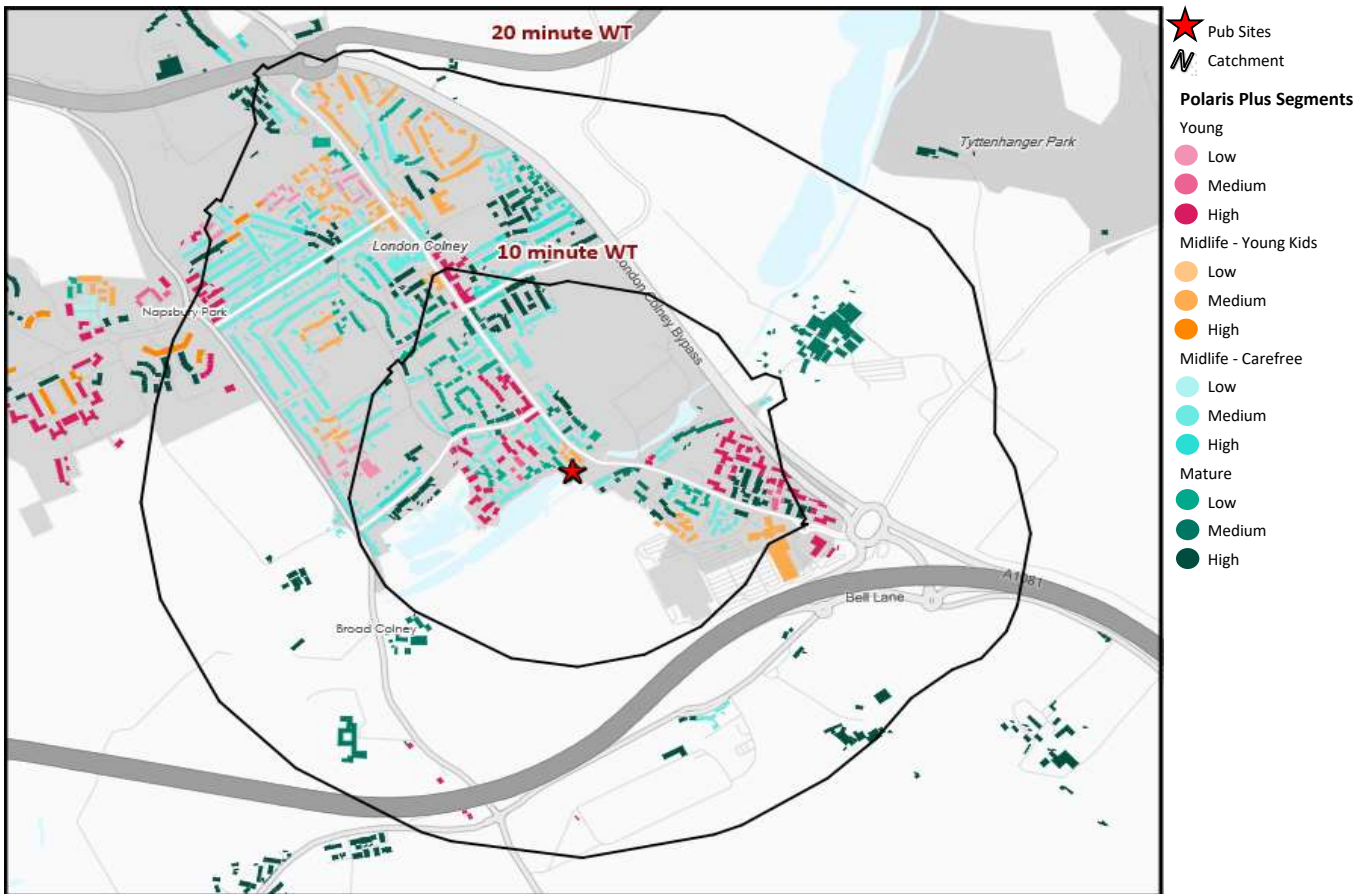 20 minute WT
Tyttenhanger Park
London Colney
10 minute WT
London Colney Bypass
Napsbury Park
A1081
Bell Lane
Broad Colney
Pub Sites
N Catchment
Polaris Plus Segments
Young
Low
Medium
High
Midlife - Young Kids
Low
Medium
High
Midlife - Carefree
Low
Medium
High
Mature
Low
Medium
High